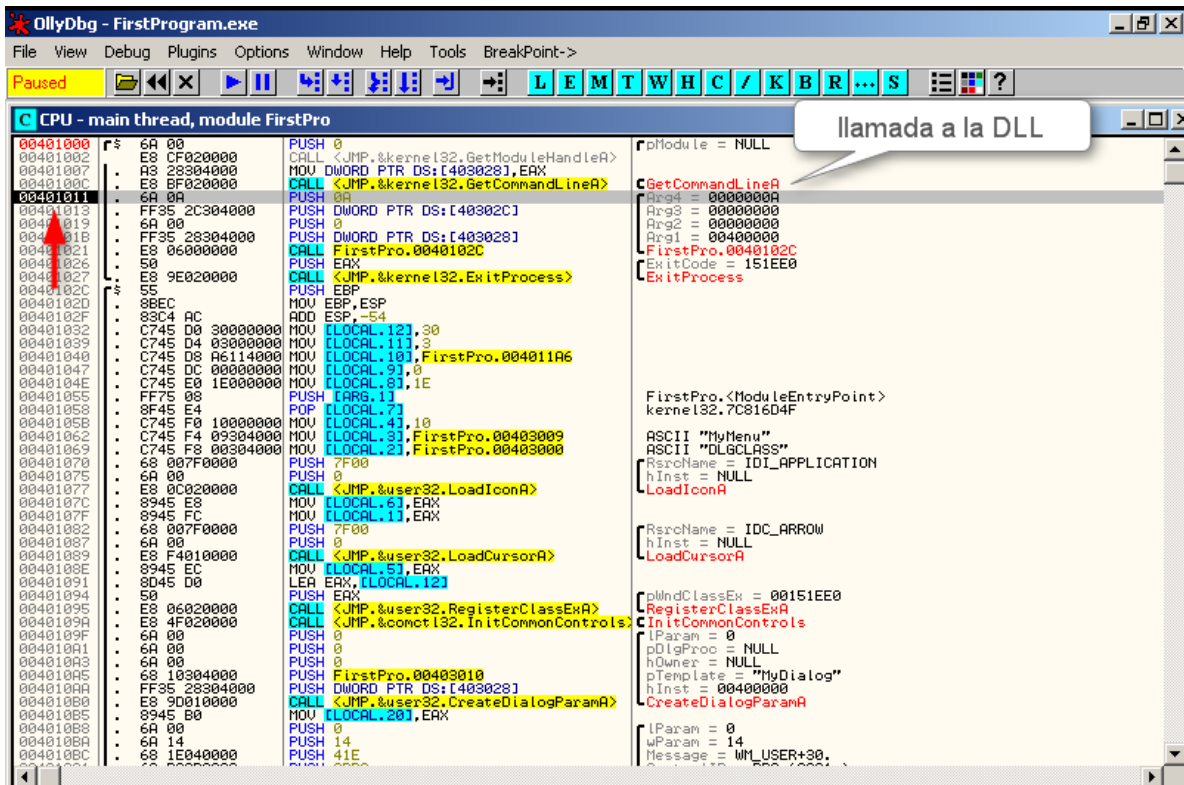 OllyDbg - FirstProgram.exe
File View Debug Plugins Options Window Help Tools BreakPoint->
Paused L E M T W H C / K B R ... S ?
C CPU - main thread, module FirstPro
llamada a la DLL
00401000 $ 6A 00 PUSH 0 pModule = NULL
00401002 . E8 CF020000 CALL <JMP.&kernel32.GetModuleHandleA>
00401007 . A3 28304000 MOV DWORD PTR DS:[403028],EAX
0040100C . E8 BF020000 CALL <JMP.&kernel32.GetCommandLineA> GetCommandLineA
00401011 . 6A 0A PUSH 0A Arg4 = 0000000A
00401013 . FF35 2C304000 PUSH DWORD PTR DS:[40302C] Arg3 = 00000000
00401019 . 6A 00 PUSH 0 Arg2 = 00000000
0040101B . FF35 28304000 PUSH DWORD PTR DS:[403028] Arg1 = 00400000
00401021 . E8 06000000 CALL FirstPro.0040102C FirstPro.0040102C
00401026 . 50 PUSH EAX ExitCode = 151EE0
00401027 . E8 9E020000 CALL <JMP.&kernel32.ExitProcess> ExitProcess
0040102C $ 55 PUSH EBP
0040102D . 8BEC MOV EBP,ESP
0040102F . 83C4 AC ADD ESP,-54
00401032 . C745 D0 30000000 MOV [LOCAL.12],30
00401039 . C745 D4 03000000 MOV [LOCAL.11],3
00401040 . C745 D8 A6114000 MOV [LOCAL.10],FirstPro.004011A6
00401047 . C745 DC 00000000 MOV [LOCAL.9],0
0040104E . C745 E0 1E000000 MOV [LOCAL.8],1E
00401055 . FF75 08 PUSH [ARG.1] FirstPro.<ModuleEntryPoint>
00401058 . 8F45 E4 POP [LOCAL.7] kernel32.7C816D4F
0040105B . C745 F0 10000000 MOV [LOCAL.4],10
00401062 . C745 F4 09304000 MOV [LOCAL.3],FirstPro.00403009 ASCII "MyMenu"
00401069 . C745 F8 00304000 MOV [LOCAL.2],FirstPro.00403000 ASCII "DLGCLASS"
00401070 . 68 007F0000 PUSH 7F00 RsrcName = IDI_APPLICATION
00401075 . 6A 00 PUSH 0 hInst = NULL
00401077 . E8 0C020000 CALL <JMP.&user32.LoadIconA> LoadIconA
0040107C . 8945 E8 MOV [LOCAL.6],EAX
0040107F . 8945 FC MOV [LOCAL.1],EAX
00401082 . 68 007F0000 PUSH 7F00 RsrcName = IDC_ARROW
00401087 . 6A 00 PUSH 0 hInst = NULL
00401089 . E8 F4010000 CALL <JMP.&user32.LoadCursorA> LoadCursorA
0040108E . 8945 EC MOV [LOCAL.5],EAX
00401091 . 8D45 D0 LEA EAX,[LOCAL.12]
00401094 . 50 PUSH EAX pWndClassEx = 00151EE0
00401095 . E8 06020000 CALL <JMP.&user32.RegisterClassExA> RegisterClassExA
0040109A . E8 4F020000 CALL <JMP.&comctl32.InitCommonControls> InitCommonControls
0040109F . 6A 00 PUSH 0 lParam = 0
004010A1 . 6A 00 PUSH 0 pDlgProc = NULL
004010A3 . 6A 00 PUSH 0 hOwner = NULL
004010A5 . 68 10304000 PUSH FirstPro.00403010 pTemplate = "MyDialog"
004010AA . FF35 28304000 PUSH DWORD PTR DS:[403028] hInst = 00400000
004010B0 . E8 9D010000 CALL <JMP.&user32.CreateDialogParamA> CreateDialogParamA
004010B5 . 8945 B0 MOV [LOCAL.20],EAX
004010B8 . 6A 00 PUSH 0 lParam = 0
004010BA . 6A 14 PUSH 14 wParam = 14
004010BC . 68 1E040000 PUSH 41E Message = WM_USER+30.